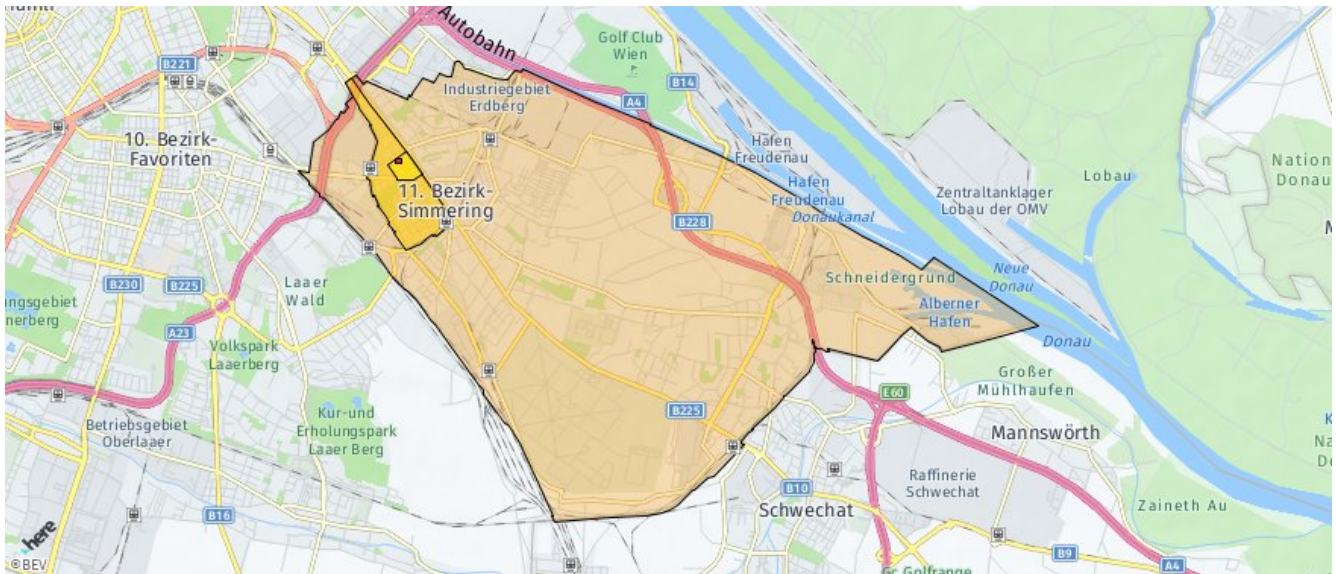 Autobahn
Golf Club
Wien
B221
B14
Industriegebiet
Erdberg
A4
10. Bezirk-
Favoriten
Hafen
Freudenau
Nation
Donau
Lobau
11. Bezirk-
Simmering
Hafen
Freudenau
Donaukanal
Zentraltanklager
Lobau der OMV
B228
Laaer
Wald
B230
B225
Schneidergrund
Neue
Donau
ungsgebiet
nerberg
Alberner
Hafen
A23
Volkspark
Laaerberg
Donau
Großer
Mühlhaufen
E60
B225
Kur-und
Erholungspark
Laaer Berg
Betriebsgebiet
Oberlaaer
Mannswörth
Raffinerie
Schwechat
B10
Schwechat
Zaineth Au
B16
here
©BEV
B9
A4
Gc Golfrange